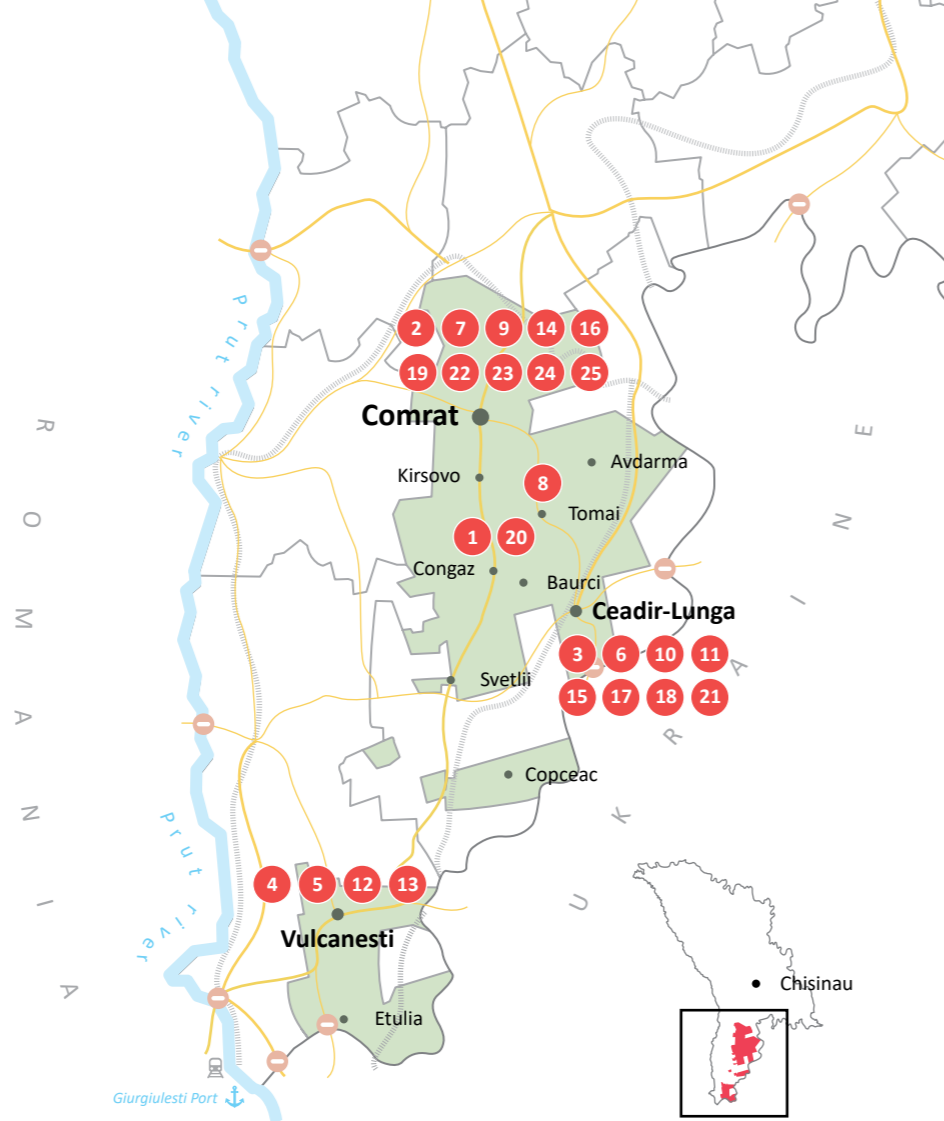 Prut river
2 7 9 14 16
19 22 23 24 25
Comrat
Avdarma
Kirsovo
8
Tomai
1 20
Congaz
Baurci
Ceadir-Lunga
3 6 10 11
15 17 18 21
Svetlii
Copceac
ROMANIA
UKRAINE
Prut river
4 5 12 13
Vulcanesti
Chisinau
Etulia
Giurgiulesti Port